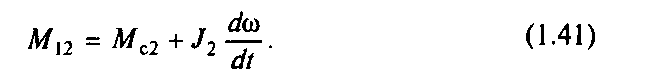 M₁₂ = M_c2 + J₂ dω/dt. (1.41)